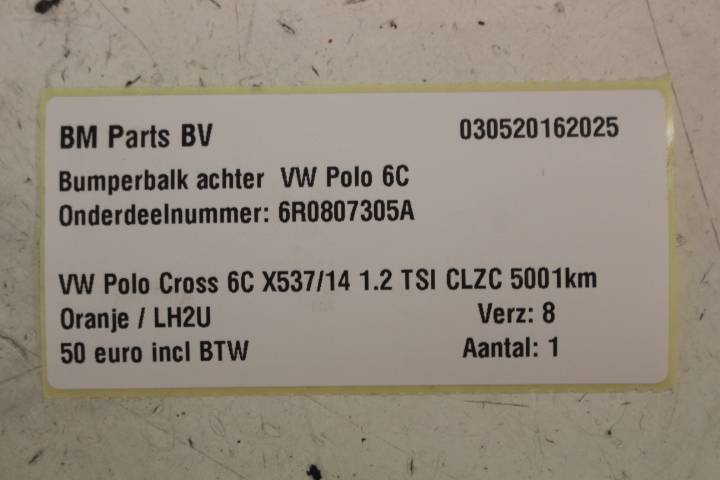 BM Parts BV 030520162025
Bumperbalk achter VW Polo 6C
Onderdeelnummer: 6R0807305A
VW Polo Cross 6C X537/14 1.2 TSI CLZC 5001km
Oranje / LH2U Verz: 8
50 euro incl BTW Aantal: 1